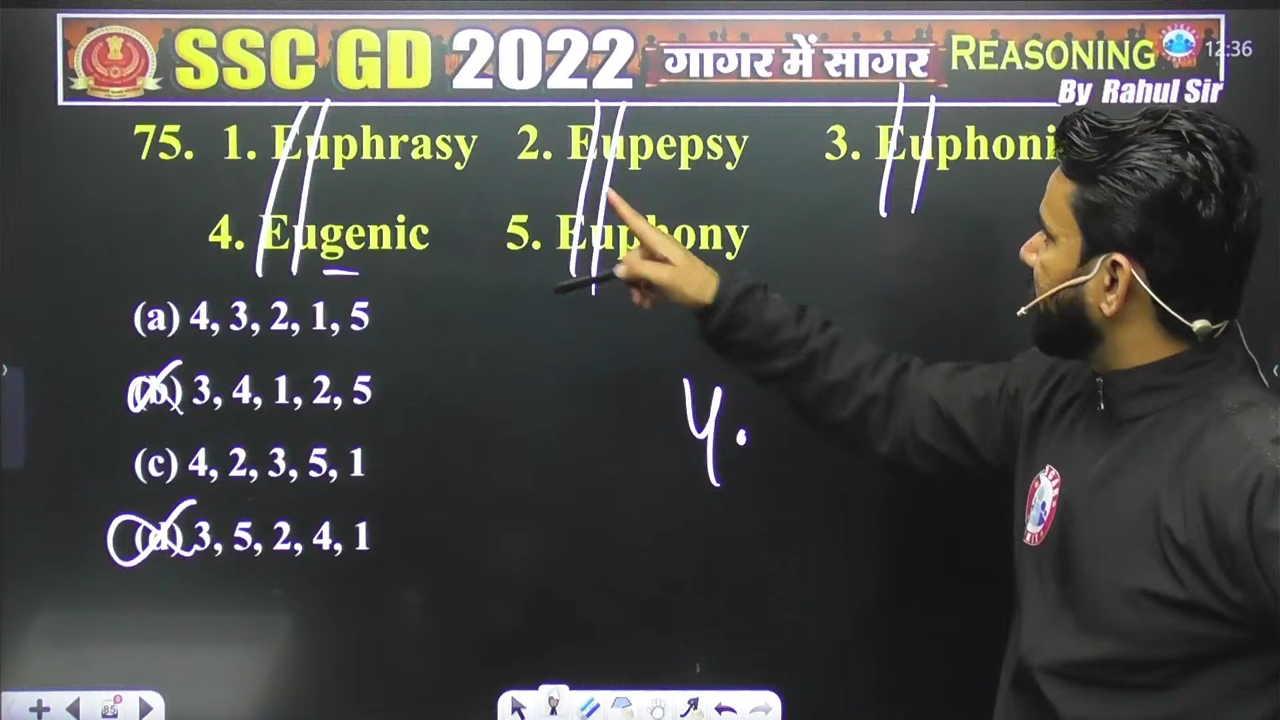 SSC GD 2022 गागर में सागर REASONING 12:36
By Rahul Sir
75. 1. Euphrasy 2. Eupepsy 3.
4. Eugenic 5. Euphony
(a) 4, 3, 2, 1, 5
(b) 3, 4, 1, 2, 5
4.
(c) 4, 2, 3, 5, 1
(d) 3, 5, 2, 4, 1
85